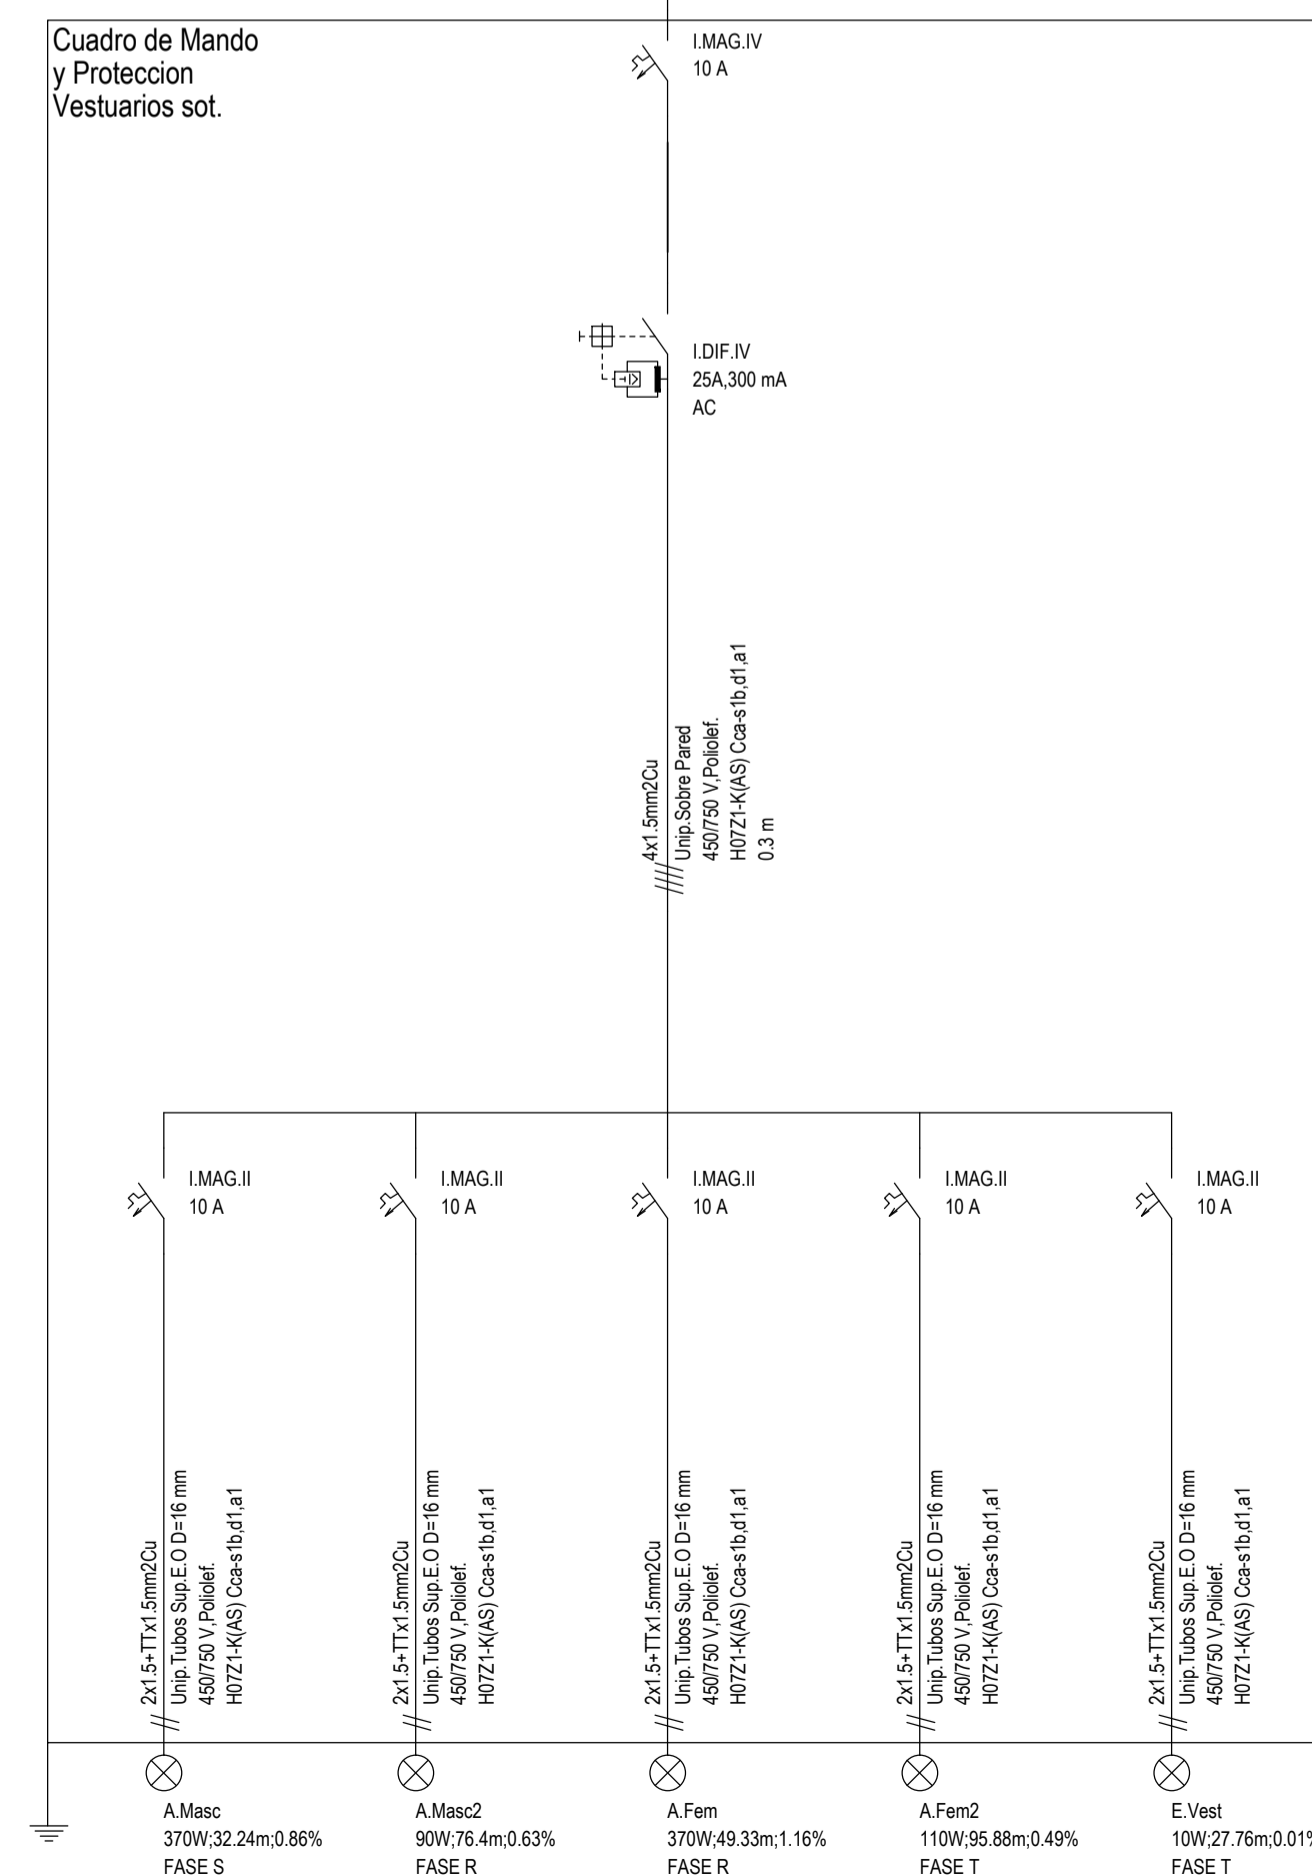 Cuadro de Mando
y Proteccion
Vestuarios sot.
I.MAG.IV
10 A
I.DIF.IV
25A,300 mA
AC
4x1.5mm2Cu
Unip.Sobre Pared
450/750 V,Poliolef.
H07Z1-K(AS) Cca-s1b,d1,a1
0.3 m
I.MAG.II
10 A
I.MAG.II
10 A
I.MAG.II
10 A
I.MAG.II
10 A
I.MAG.II
10 A
2x1.5+TTx1.5mm2Cu
Unip.Tubos Sup.E.O D=16 mm
450/750 V,Poliolef.
H07Z1-K(AS) Cca-s1b,d1,a1
2x1.5+TTx1.5mm2Cu
Unip.Tubos Sup.E.O D=16 mm
450/750 V,Poliolef.
H07Z1-K(AS) Cca-s1b,d1,a1
2x1.5+TTx1.5mm2Cu
Unip.Tubos Sup.E.O D=16 mm
450/750 V,Poliolef.
H07Z1-K(AS) Cca-s1b,d1,a1
2x1.5+TTx1.5mm2Cu
Unip.Tubos Sup.E.O D=16 mm
450/750 V,Poliolef.
H07Z1-K(AS) Cca-s1b,d1,a1
2x1.5+TTx1.5mm2Cu
Unip.Tubos Sup.E.O D=16 mm
450/750 V,Poliolef.
H07Z1-K(AS) Cca-s1b,d1,a1
A.Masc
370W;32.24m;0.86%
FASE S
A.Masc2
90W;76.4m;0.63%
FASE R
A.Fem
370W;49.33m;1.16%
FASE R
A.Fem2
110W;95.88m;0.49%
FASE T
E.Vest
10W;27.76m;0.01%
FASE T